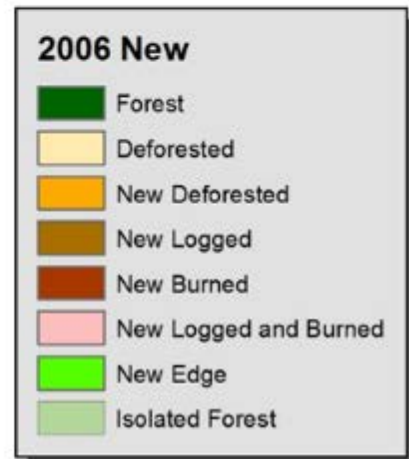 2006 New
Forest
Deforested
New Deforested
New Logged
New Burned
New Logged and Burned
New Edge
Isolated Forest